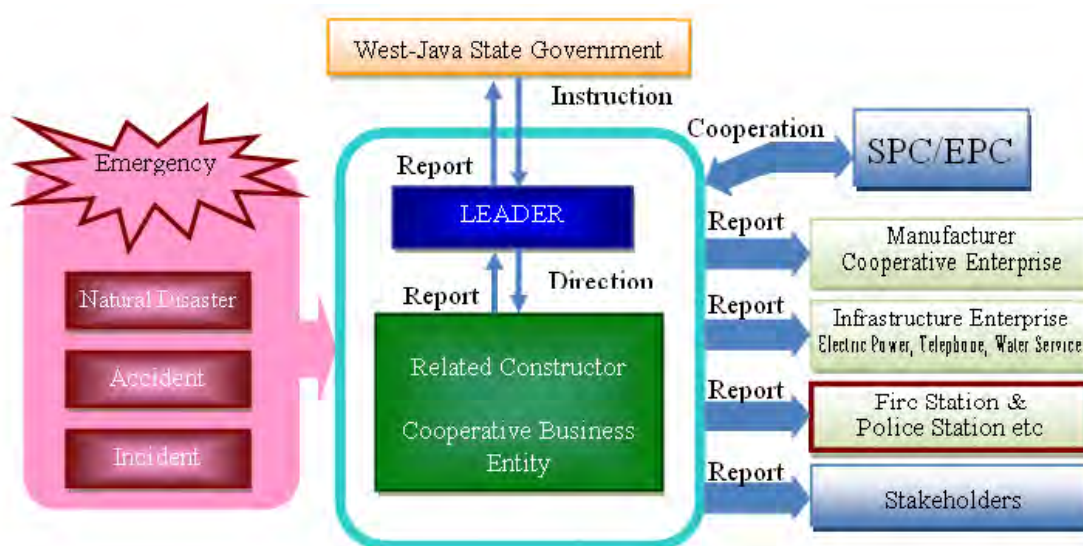 West-Java State Government
Instruction
Report
Emergency
Natural Disaster
Accident
Incident
LEADER
Report
Direction
Related Constructor
Cooperative Business
Entity
Cooperation
SPC/EPC
Report
Manufacturer
Cooperative Enterprise
Report
Infrastructure Enterprise
Electric Power, Telephone, Water Service
Report
Fire Station &
Police Station etc
Report
Stakeholders